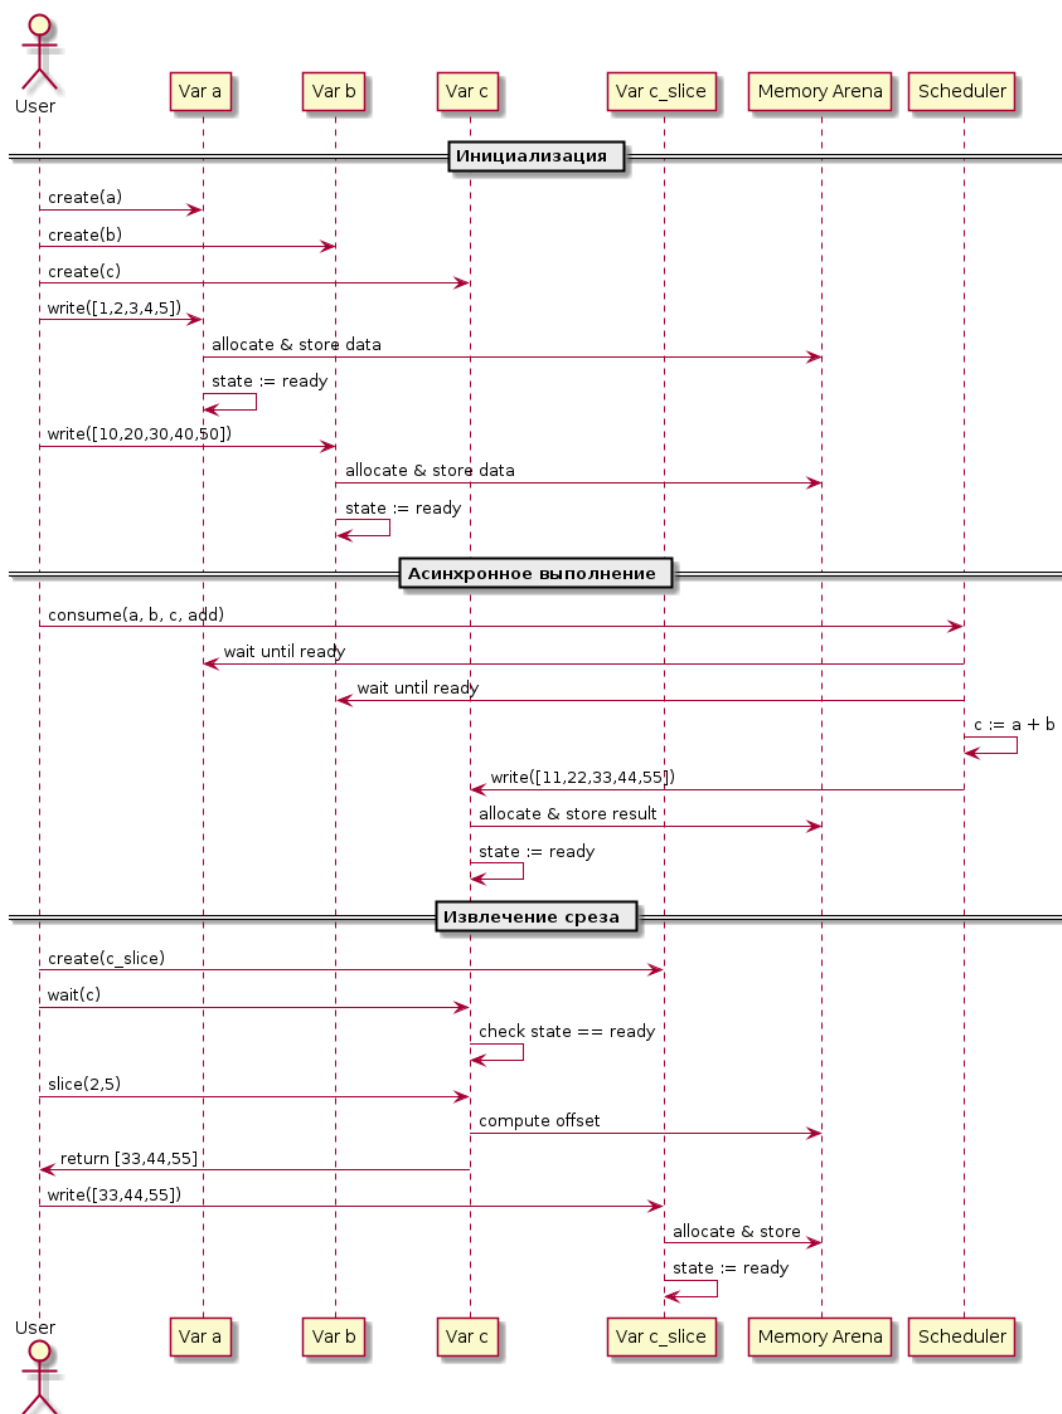 User
Var a
Var b
Var c
Var c_slice
Memory Arena
Scheduler
Инициализация
create(a)
create(b)
create(c)
write([1,2,3,4,5])
allocate & store data
state := ready
write([10,20,30,40,50])
allocate & store data
state := ready
Асинхронное выполнение
consume(a, b, c, add)
wait until ready
wait until ready
c := a + b
write([11,22,33,44,55])
allocate & store result
state := ready
Извлечение среза
create(c_slice)
wait(c)
check state == ready
slice(2,5)
compute offset
return [33,44,55]
write([33,44,55])
allocate & store
state := ready
User
Var a
Var b
Var c
Var c_slice
Memory Arena
Scheduler